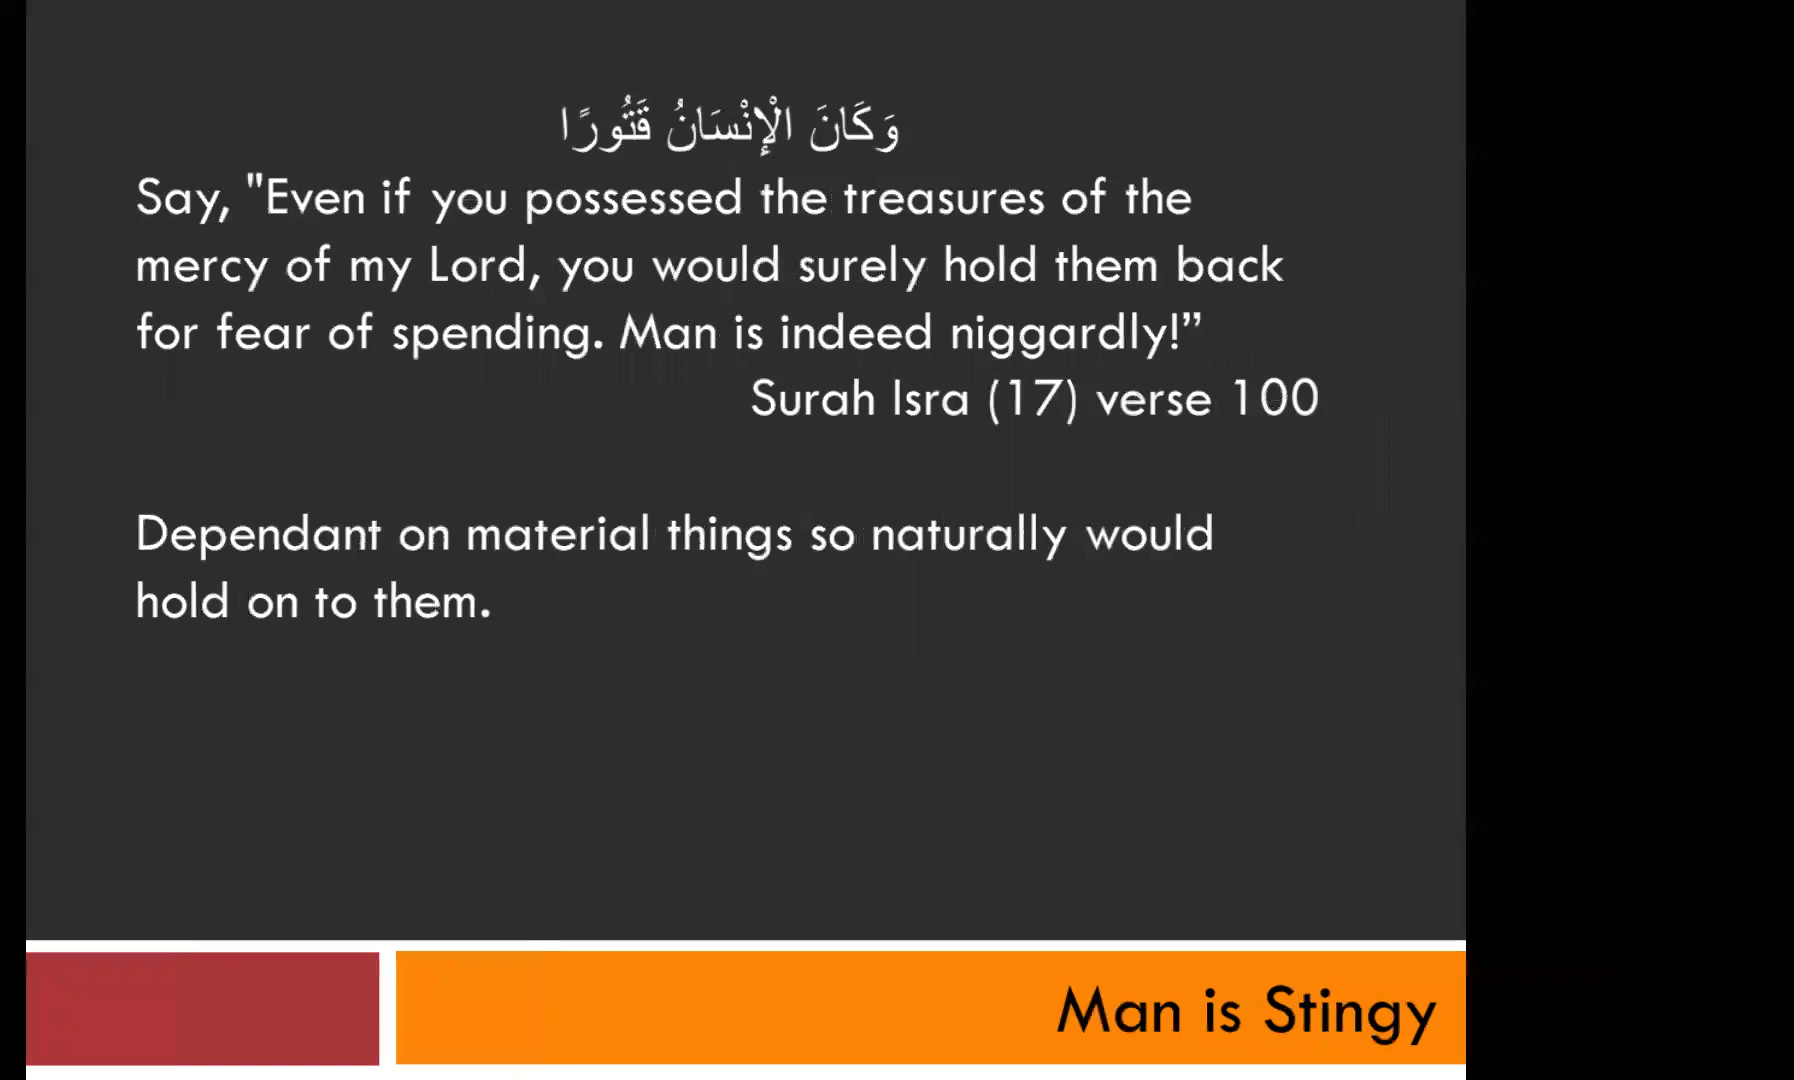 وَكَانَ الْإِنْسَانُ قَتُورًا
Say, "Even if you possessed the treasures of the
mercy of my Lord, you would surely hold them back
for fear of spending. Man is indeed niggardly!”
Surah Isra (17) verse 100
Dependant on material things so naturally would
hold on to them.
Man is Stingy